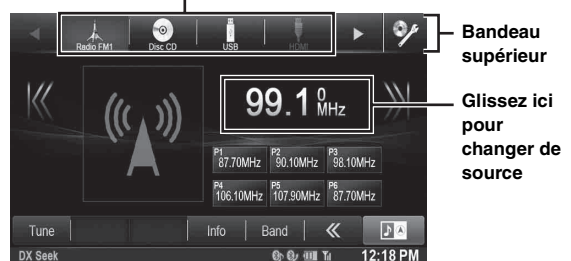 Radio FM1 Disc CD USB HDMI
Bandeau
supérieur
99.1 0 MHz
Glissez ici
pour
changer de
source
P1 87.70MHz P2 90.10MHz P3 98.10MHz
P4 106.10MHz P5 107.90MHz P6 87.70MHz
Tune Info Band
DX Seek 12:18 PM